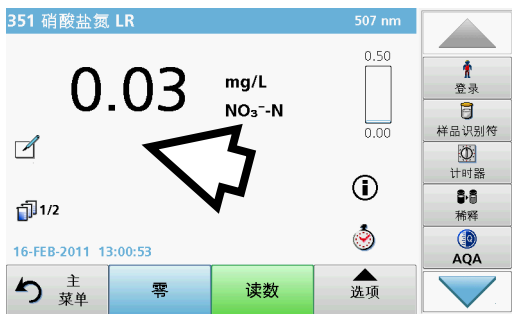 351 硝酸盐氮 LR
507 nm
0.03
mg/L
NO₃⁻-N
0.50
0.00
1/2
16-FEB-2011 13:00:53
主
菜单
零
读数
选项
登录
样品识别符
计时器
稀释
AQA